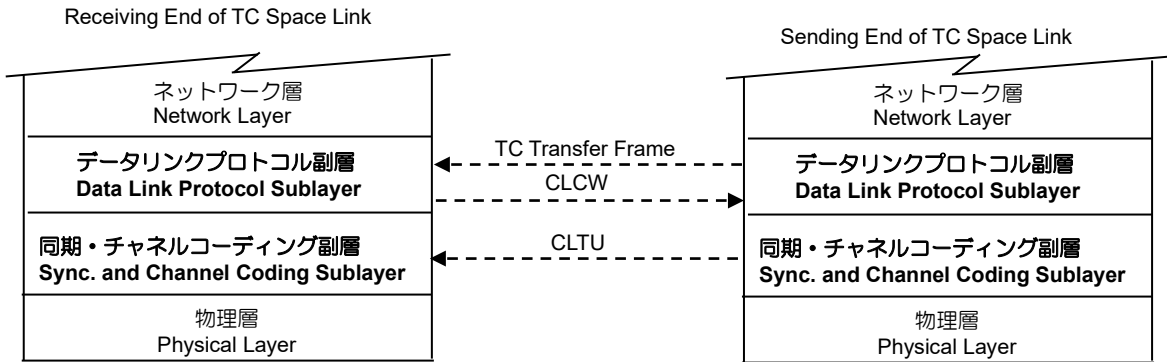 Receiving End of TC Space Link
Sending End of TC Space Link
ネットワーク層
Network Layer
データリンクプロトコル副層
Data Link Protocol Sublayer
同期・チャネルコーディング副層
Sync. and Channel Coding Sublayer
物理層
Physical Layer
TC Transfer Frame
CLCW
CLTU
ネットワーク層
Network Layer
データリンクプロトコル副層
Data Link Protocol Sublayer
同期・チャネルコーディング副層
Sync. and Channel Coding Sublayer
物理層
Physical Layer